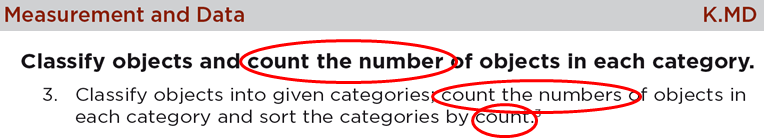 Measurement and Data K.MD
Classify objects and count the number of objects in each category.
3. Classify objects into given categories; count the numbers of objects in
each category and sort the categories by count.³